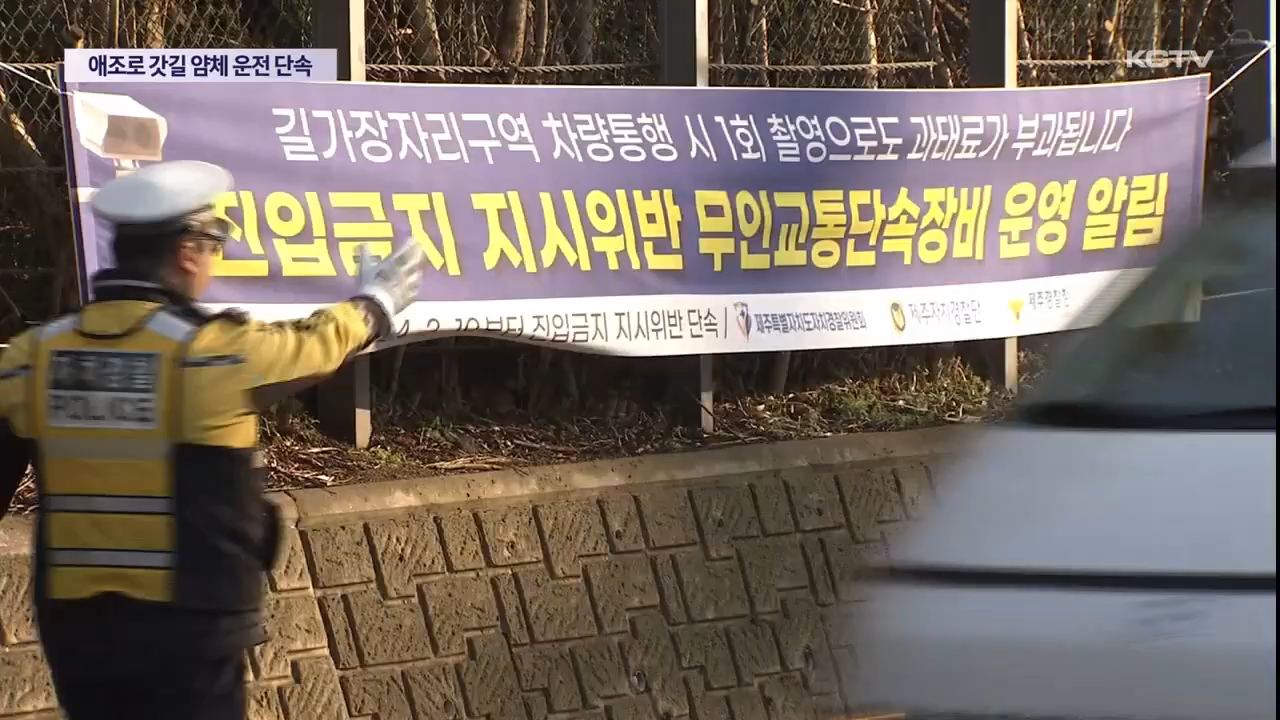 애조로 갓길 얌체 운전 단속
KCTV
길가장자리구역 차량통행 시 1회 촬영으로도 과태료가 부과됩니다
진입금지 지시위반 무인교통단속장비 운영 알림
부터 진입금지 지시위반 단속 / 제주특별자치도자치경찰위원회 제주자치경찰단 제주경찰청
POLICE